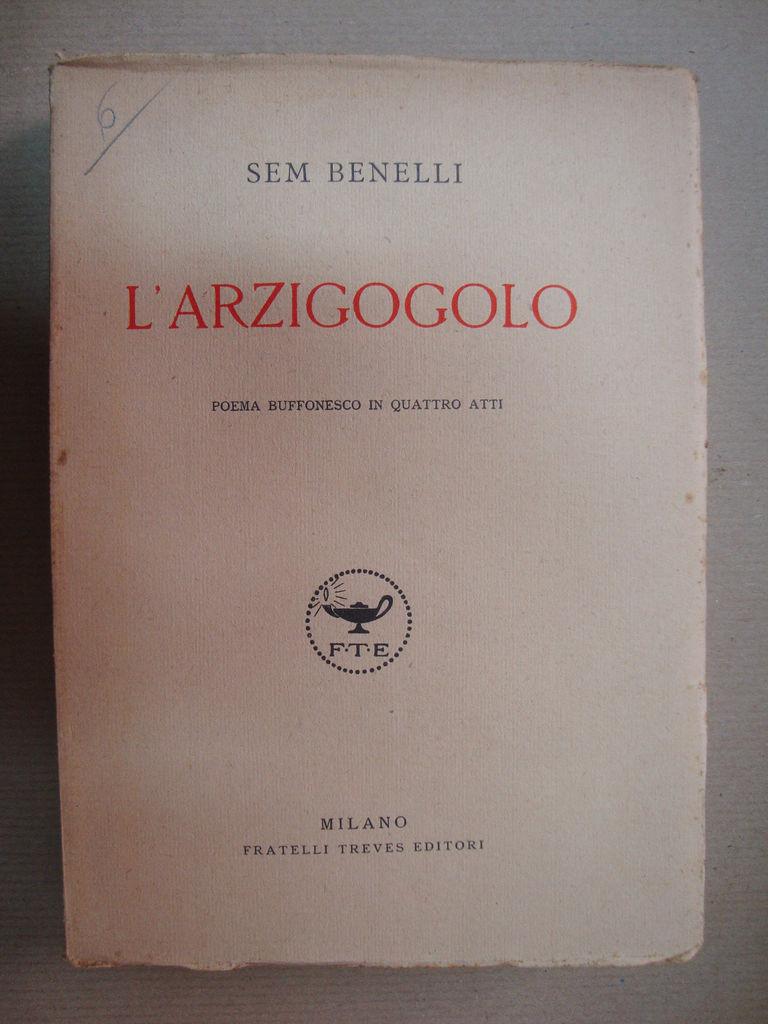 6
SEM BENELLI
L'ARZIGOGOLO
POEMA BUFFONESCO IN QUATTRO ATTI
F·T·E
MILANO
FRATELLI TREVES EDITORI